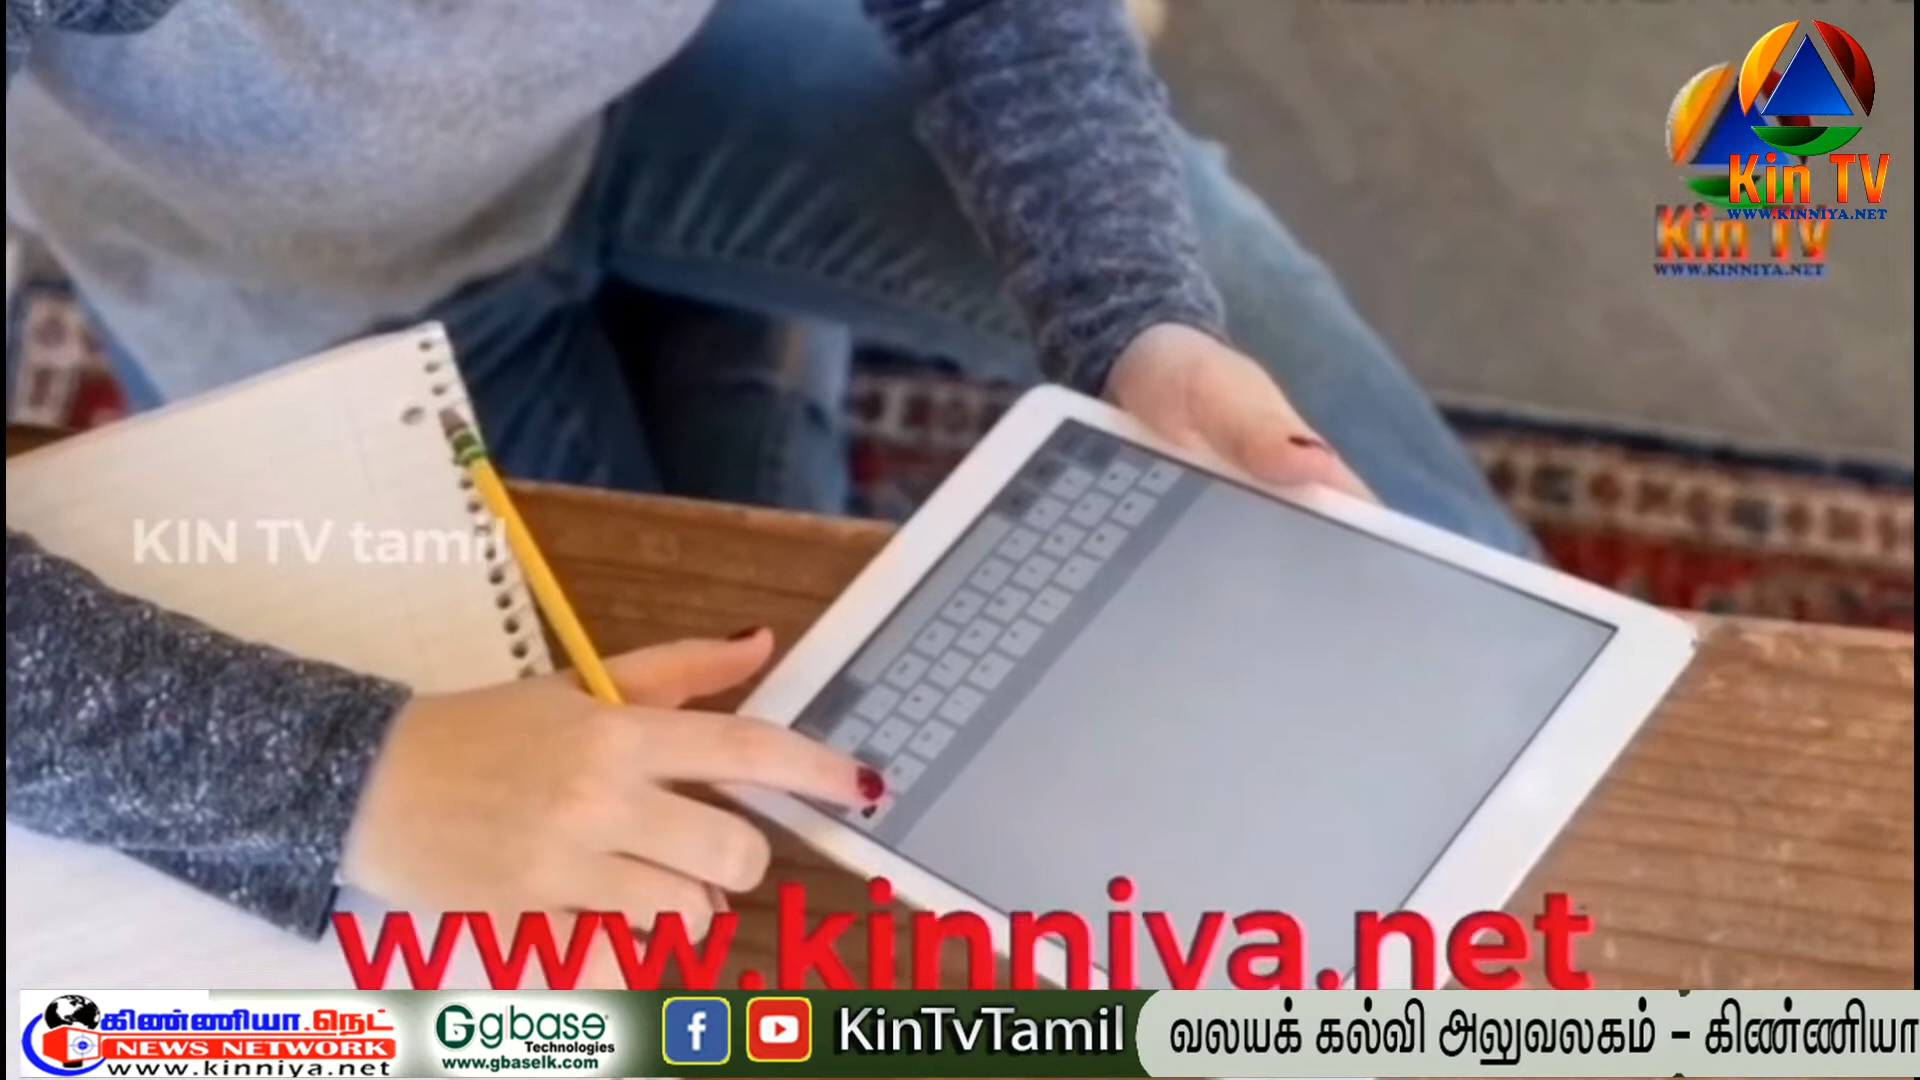 Kin TV
WWW.KINNIYA.NET
Kin TV
WWW.KINNIYA.NET
KIN TV tamil
www.kinniya.net
கிண்ணியா.நெட்
NEWS NETWORK
www.kinniya.net
gbase
Technologies
www.gbaselk.com
KinTvTamil
வலயக் கல்வி அலுவலகம் – கிண்ணியா